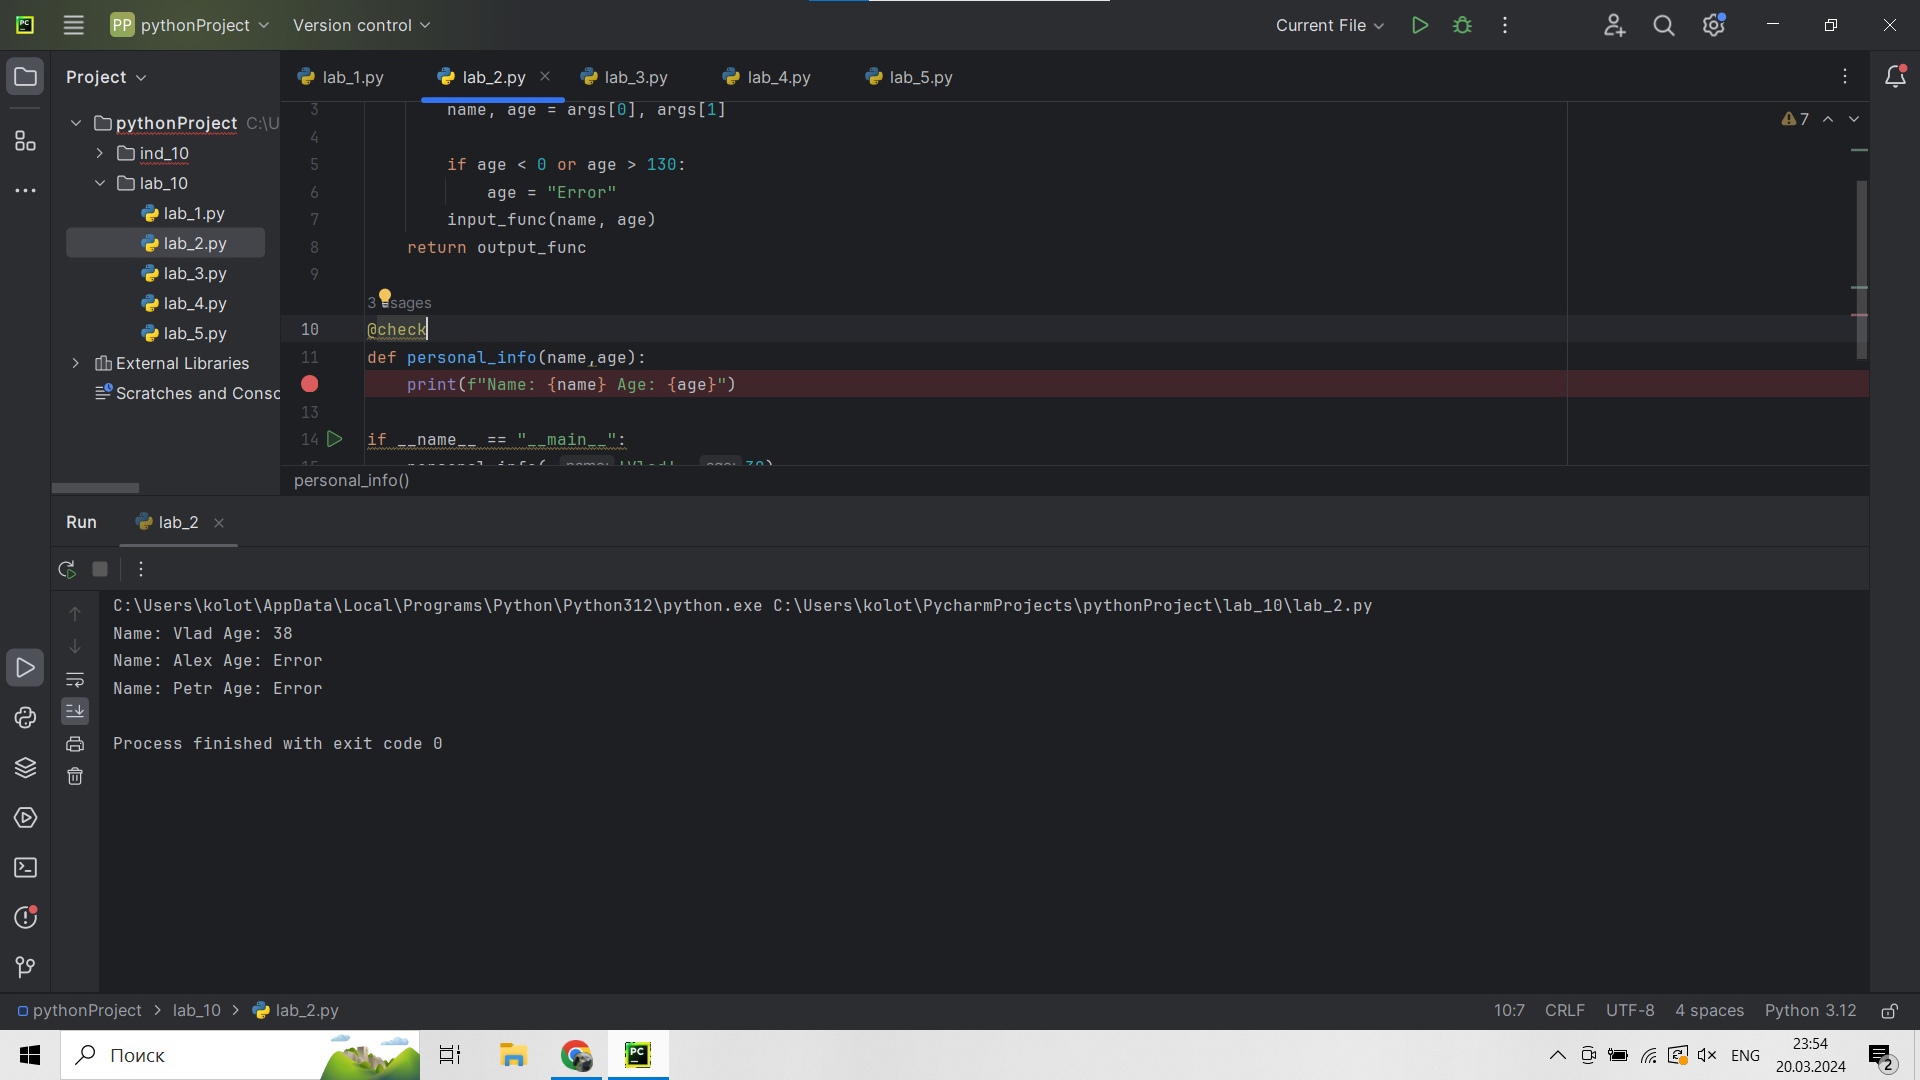 PC
PP pythonProject
Version control
Current File
Project
lab_1.py
lab_2.py
lab_3.py
lab_4.py
lab_5.py
pythonProject C:\U
ind_10
lab_10
lab_1.py
lab_2.py
lab_3.py
lab_4.py
lab_5.py
External Libraries
Scratches and Consc
7
3 name, age = args[0], args[1]
4
5 if age < 0 or age > 130:
6 age = "Error"
7 input_func(name, age)
8 return output_func
9
3 usages
10 @check
11 def personal_info(name,age):
print(f"Name: {name} Age: {age}")
13
14 if __name__ == "__main__":
15 personal_info( name: 'Vlad', age: 38)
personal_info()
Run
lab_2
C:\Users\kolot\AppData\Local\Programs\Python\Python312\python.exe C:\Users\kolot\PycharmProjects\pythonProject\lab_10\lab_2.py
Name: Vlad Age: 38
Name: Alex Age: Error
Name: Petr Age: Error
Process finished with exit code 0
pythonProject > lab_10 > lab_2.py
10:7 CRLF UTF-8 4 spaces Python 3.12
Поиск
PC
ENG
23:54
20.03.2024
2